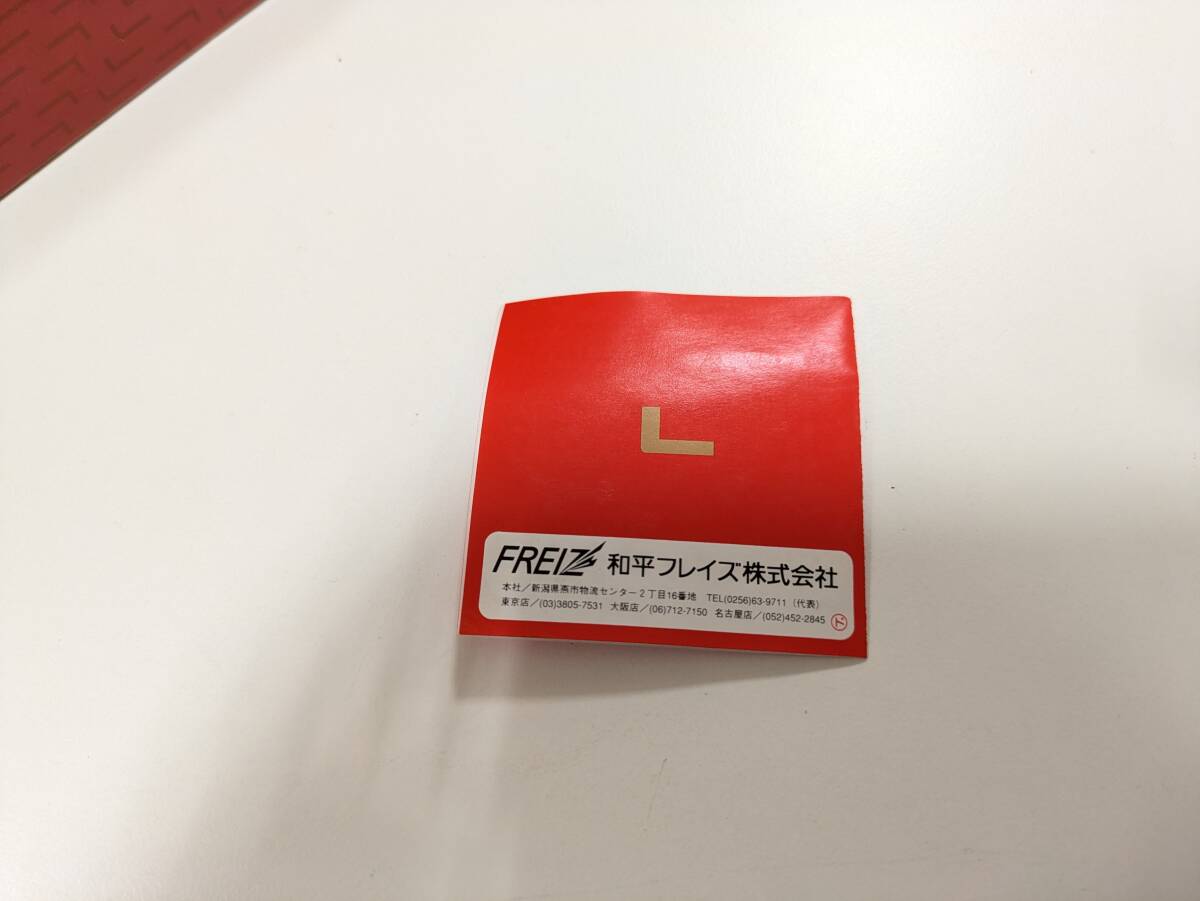 FREIZ 和平フレイズ株式会社
本社/新潟県燕市物流センター2丁目16番地 TEL(0256)63-9711(代表)
東京店/(03)3805-7531 大阪店/(06)712-7150 名古屋店/(052)452-2845